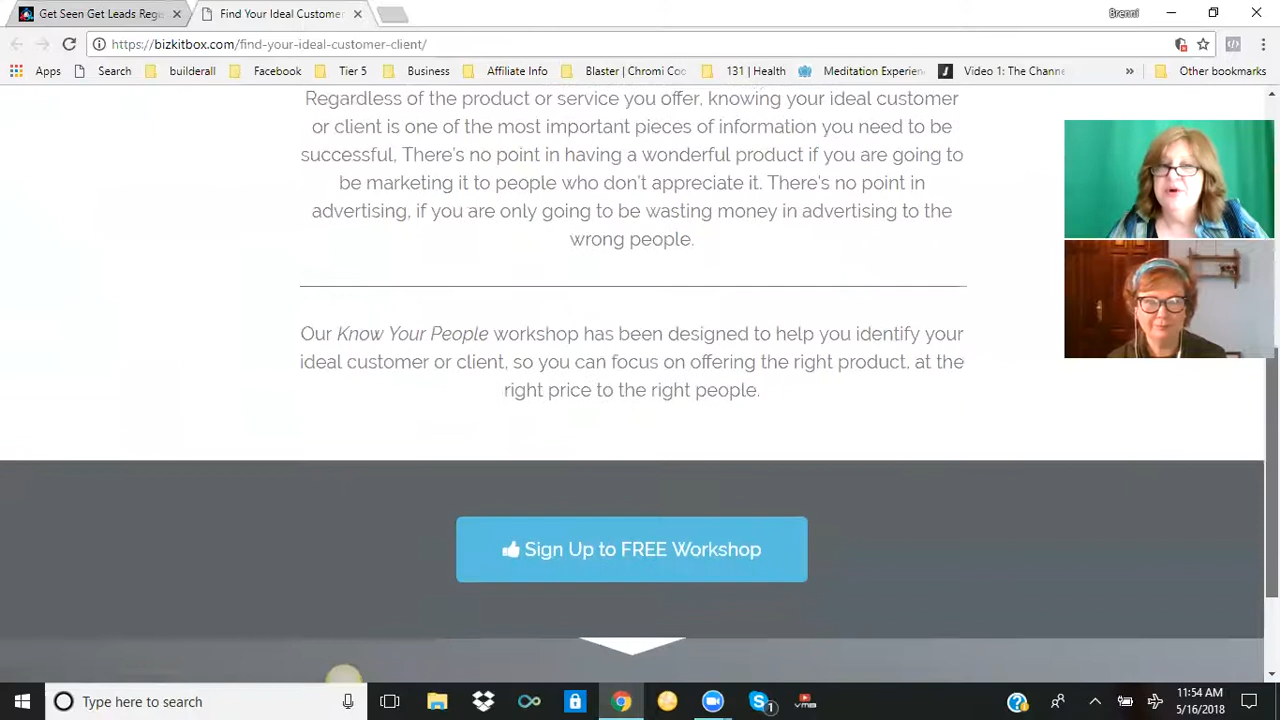 Get Seen Get Leads Reg
Find Your Ideal Customer
Brenni
https://bizkitbox.com/find-your-ideal-customer-client/
Apps Search builderall Facebook Tier 5 Business Affiliate Info Blaster | Chromi Co 131 | Health Meditation Experien J Video 1: The Chann » Other bookmarks
Regardless of the product or service you offer, knowing your ideal customer
or client is one of the most important pieces of information you need to be
successful, There's no point in having a wonderful product if you are going to
be marketing it to people who don't appreciate it. There's no point in
advertising, if you are only going to be wasting money in advertising to the
wrong people.
Our Know Your People workshop has been designed to help you identify your
ideal customer or client, so you can focus on offering the right product, at the
right price to the right people.
Sign Up to FREE Workshop
Type here to search
1
11:54 AM
5/16/2018